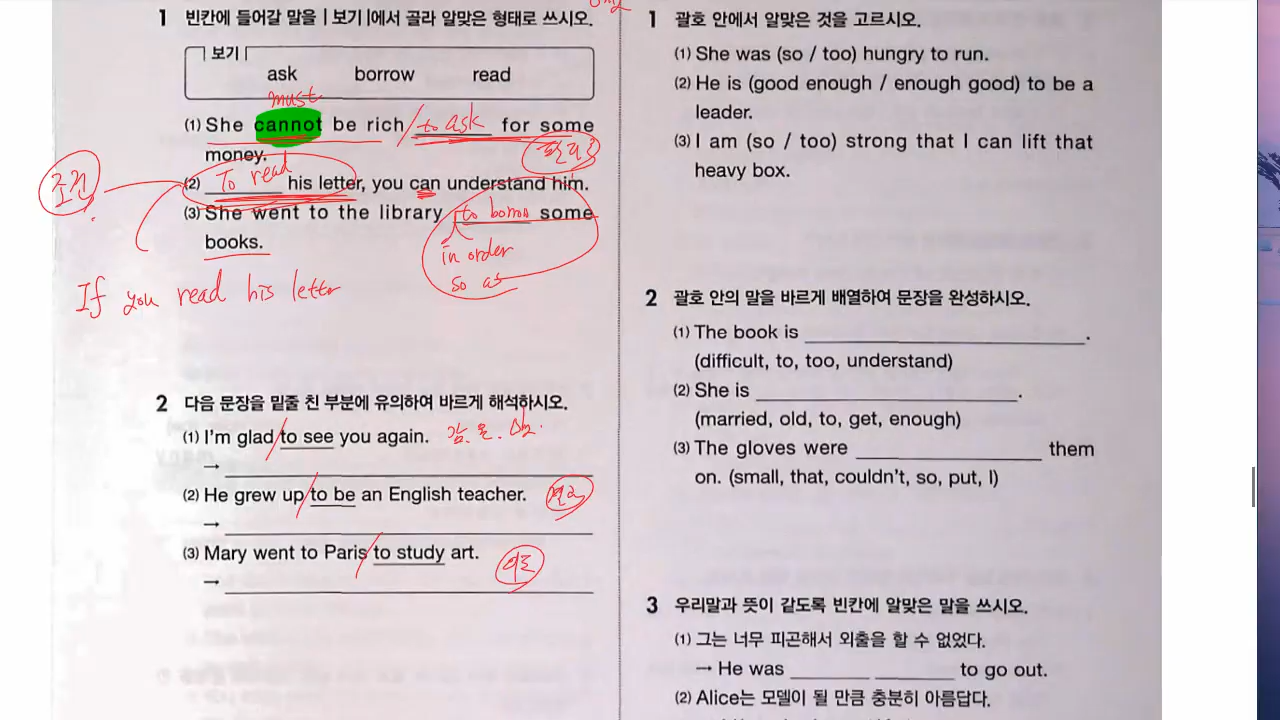 1 빈칸에 들어갈 말을 |보기|에서 골라 알맞은 형태로 쓰시오.
|보기|
ask borrow read
must
(1) She cannot be rich / to ask for some
money.
판단
조건
(2) To read his letter, you can understand him.
(3) She went to the library to borrow some
books.
in order
so as
If you read his letter
2 다음 문장을 밑줄 친 부분에 유의하여 바르게 해석하시오.
(1) I'm glad / to see you again. 감.원.
→
(2) He grew up / to be an English teacher. 결과
→
(3) Mary went to Paris / to study art. 의도
→
1 괄호 안에서 알맞은 것을 고르시오.
(1) She was (so / too) hungry to run.
(2) He is (good enough / enough good) to be a
leader.
(3) I am (so / too) strong that I can lift that
heavy box.
2 괄호 안의 말을 바르게 배열하여 문장을 완성하시오.
(1) The book is ____.
(difficult, to, too, understand)
(2) She is ____.
(married, old, to, get, enough)
(3) The gloves were ____ them
on. (small, that, couldn't, so, put, I)
3 우리말과 뜻이 같도록 빈칸에 알맞은 말을 쓰시오.
(1) 그는 너무 피곤해서 외출을 할 수 없었다.
→ He was ____ ____ to go out.
(2) Alice는 모델이 될 만큼 충분히 아름답다.